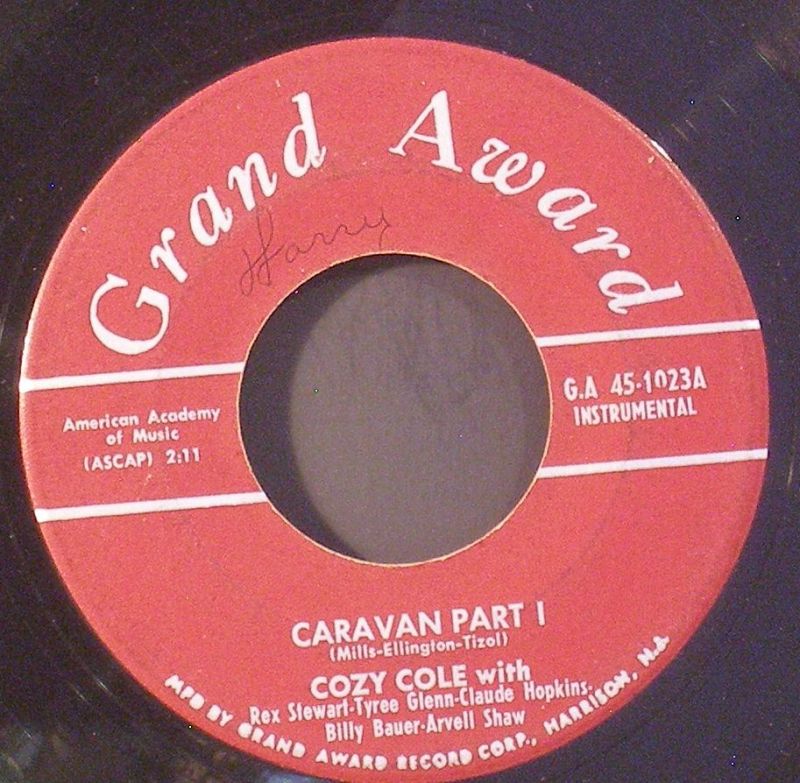 Grand Award
Harry
American Academy
of Music
(ASCAP) 2:11
G.A 45-1023A
INSTRUMENTAL
CARAVAN PART I
(Mills-Ellington-Tizol)
COZY COLE with
Rex Stewart-Tyree Glenn-Claude Hopkins,
Billy Bauer-Arvell Shaw
MFD BY GRAND AWARD RECORD CORP., HARRISON, N.J.